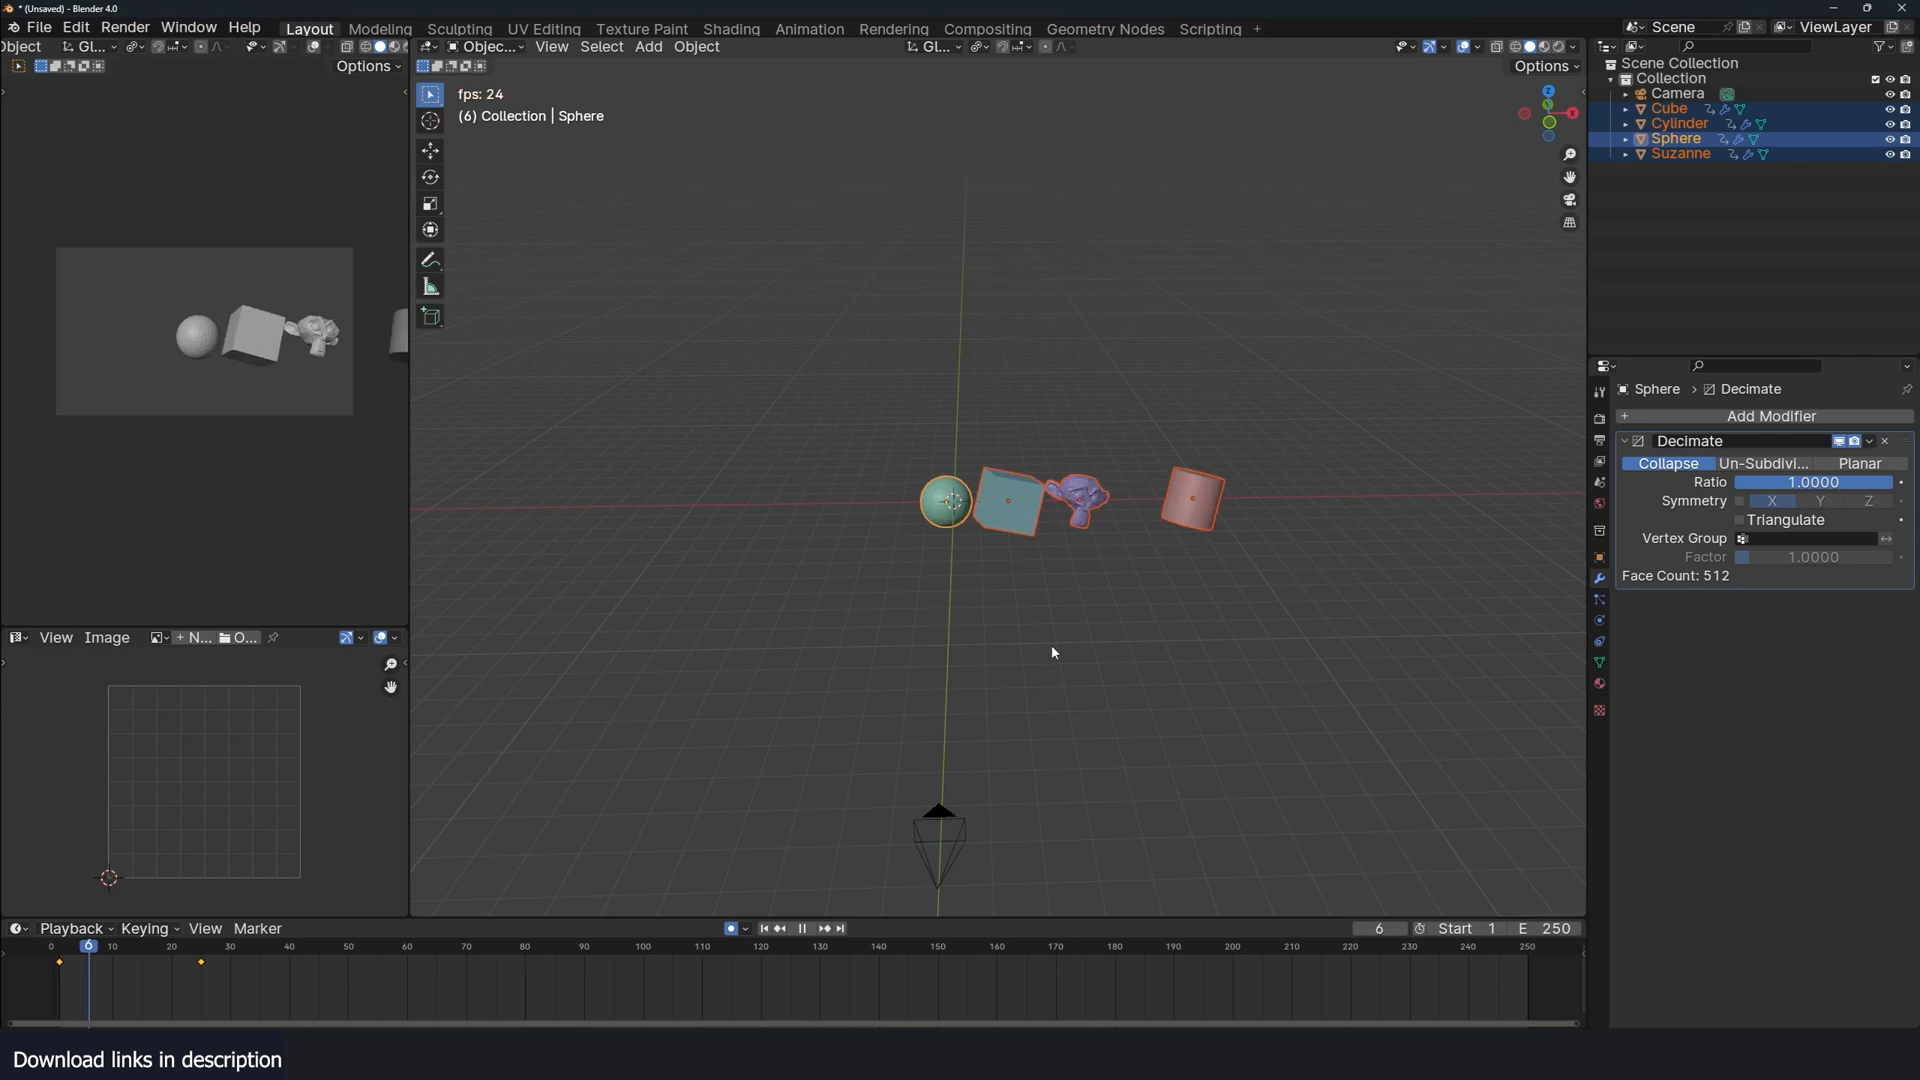 * (Unsaved) - Blender 4.0
File Edit Render Window Help Layout Modeling Sculpting UV Editing Texture Paint Shading Animation Rendering Compositing Geometry Nodes Scripting + Scene ViewLayer
Object Gl... Objec... View Select Add Object Gl...
Options Options
fps: 24
(6) Collection | Sphere
Z
X
Scene Collection
Collection
Camera
Cube
Cylinder
Sphere
Suzanne
Sphere > Decimate
+ Add Modifier
Decimate
Collapse Un-Subdivi... Planar
Ratio 1.0000
Symmetry X Y Z
Triangulate
Vertex Group
Factor 1.0000
Face Count: 512
View Image + N... O...
Playback Keying View Marker 6 Start 1 E 250
0 6 10 20 30 40 50 60 70 80 90 100 110 120 130 140 150 160 170 180 190 200 210 220 230 240 250
Download links in description